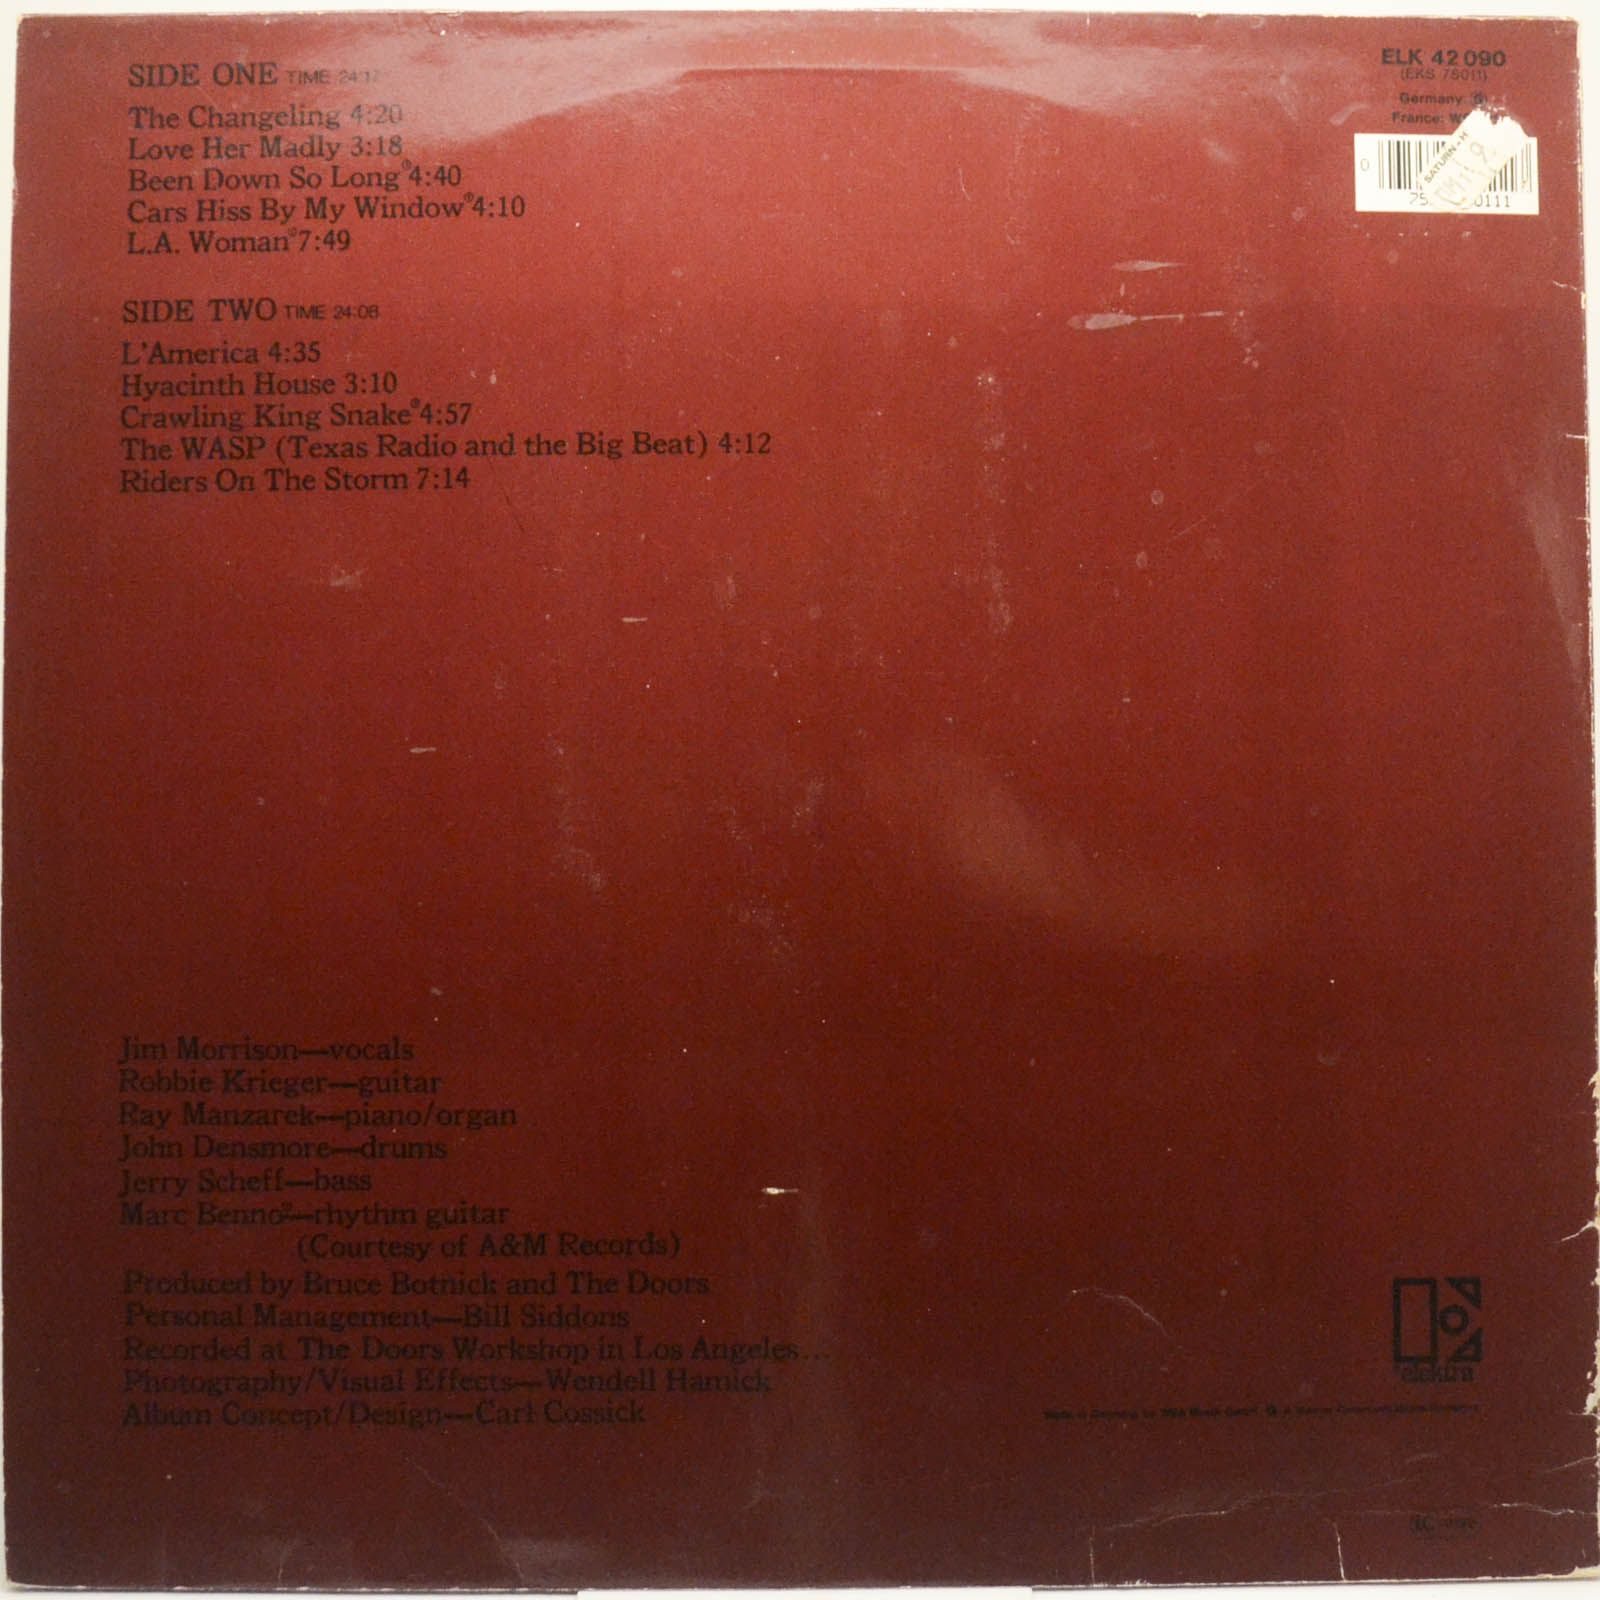 SIDE ONE TIME 24:17
The Changeling 4:20
Love Her Madly 3:18
Been Down So Long® 4:40
Cars Hiss By My Window® 4:10
L.A. Woman® 7:49
SIDE TWO TIME 24:08
L'America 4:35
Hyacinth House 3:10
Crawling King Snake® 4:57
The WASP (Texas Radio and the Big Beat) 4:12
Riders On The Storm 7:14
ELK 42 090
(EKS 75011)
Germany:
France:
SATURN - H
0
0111
Jim Morrison—vocals
Robbie Krieger—guitar
Ray Manzarek—piano/organ
John Densmore—drums
Jerry Scheff—bass
Marc Benno®—rhythm guitar
(Courtesy of A&M Records)
Produced by Bruce Botnick and The Doors
Personal Management—Bill Siddons
Recorded at The Doors Workshop in Los Angeles...
Photography/Visual Effects—Wendell Hamick
Album Concept/Design—Carl Cossick
elektra